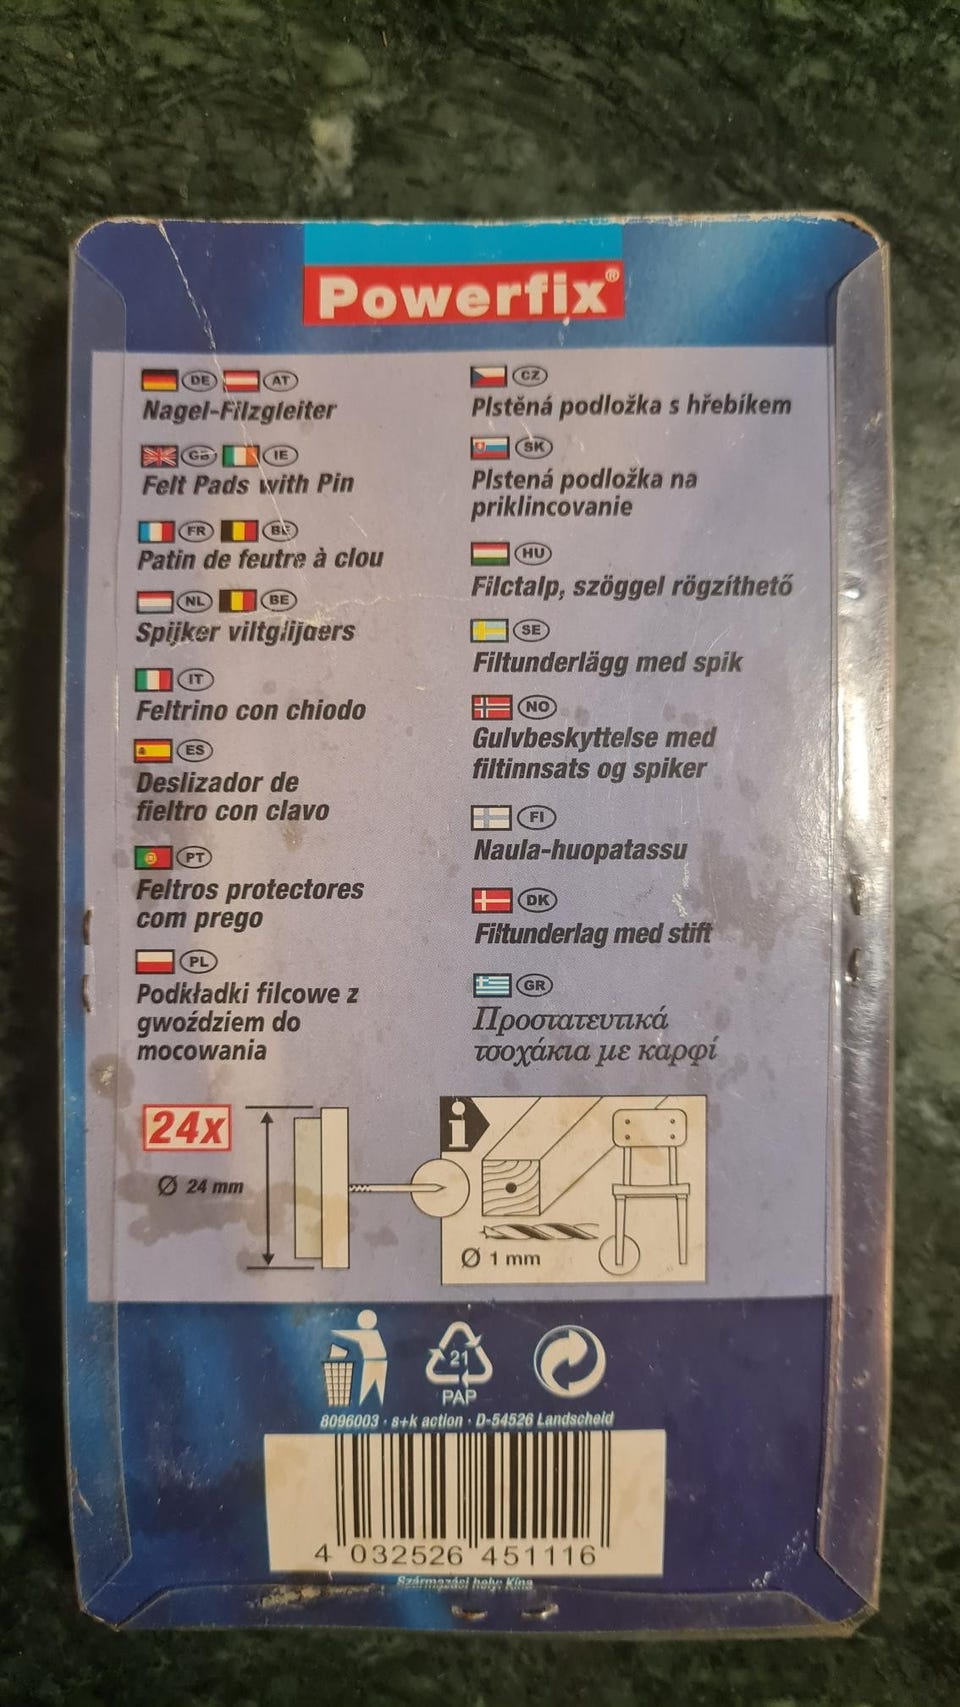 Powerfix®
DE AT
Nagel-Filzgleiter
GB IE
Felt Pads with Pin
FR BE
Patin de feutre à clou
NL BE
Spijker viltglijders
IT
Feltrino con chiodo
ES
Deslizador de
fieltro con clavo
PT
Feltros protectores
com prego
PL
Podkładki filcowe z
gwoździem do
mocowania
CZ
Plstěná podložka s hřebíkem
SK
Plstená podložka na
priklincovanie
HU
Filctalp, szöggel rögzíthető
SE
Filtunderlägg med spik
NO
Gulvbeskyttelse med
filtinnsats og spiker
FI
Naula-huopatassu
DK
Filtunderlag med stift
GR
Προστατευτικά
τσοχάκια με καρφί
24x
Ø 24 mm
i
Ø 1 mm
21
PAP
8096003 · s+k action · D-54526 Landscheid
4 032526 451116
Származási hely: Kína